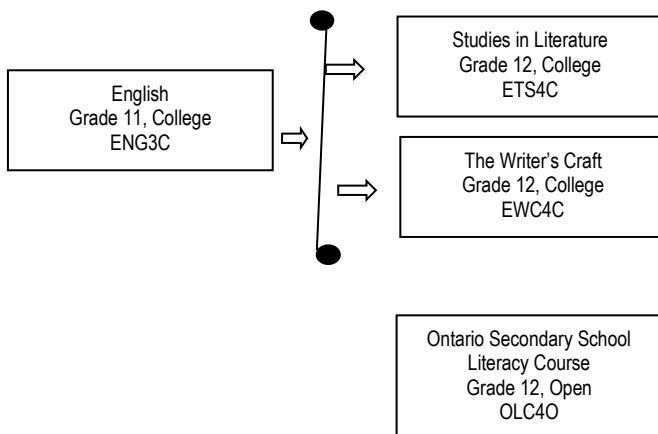 English
Grade 11, College
ENG3C
Studies in Literature
Grade 12, College
ETS4C
The Writer's Craft
Grade 12, College
EWC4C
Ontario Secondary School
Literacy Course
Grade 12, Open
OLC4O